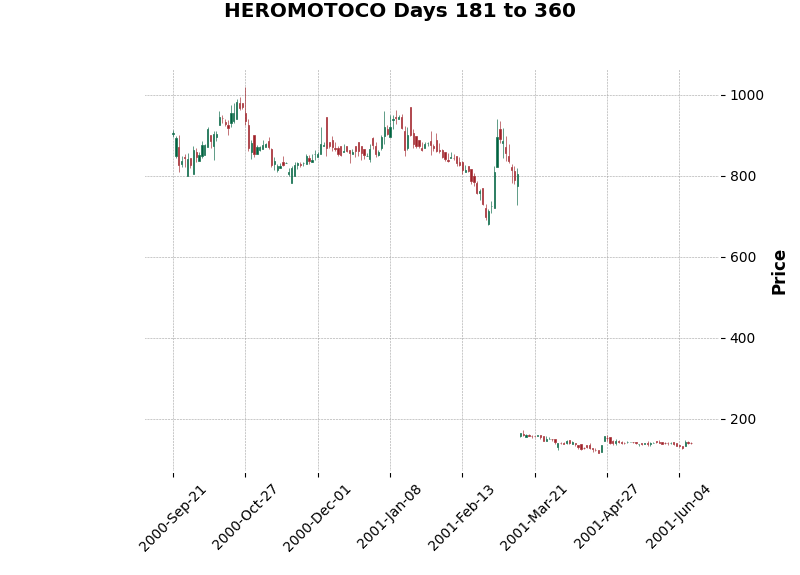 HEROMOTOCO Days 181 to 360
1000
800
600
400
200
Price
2000-Sep-21
2000-Oct-27
2000-Dec-01
2001-Jan-08
2001-Feb-13
2001-Mar-21
2001-Apr-27
2001-Jun-04